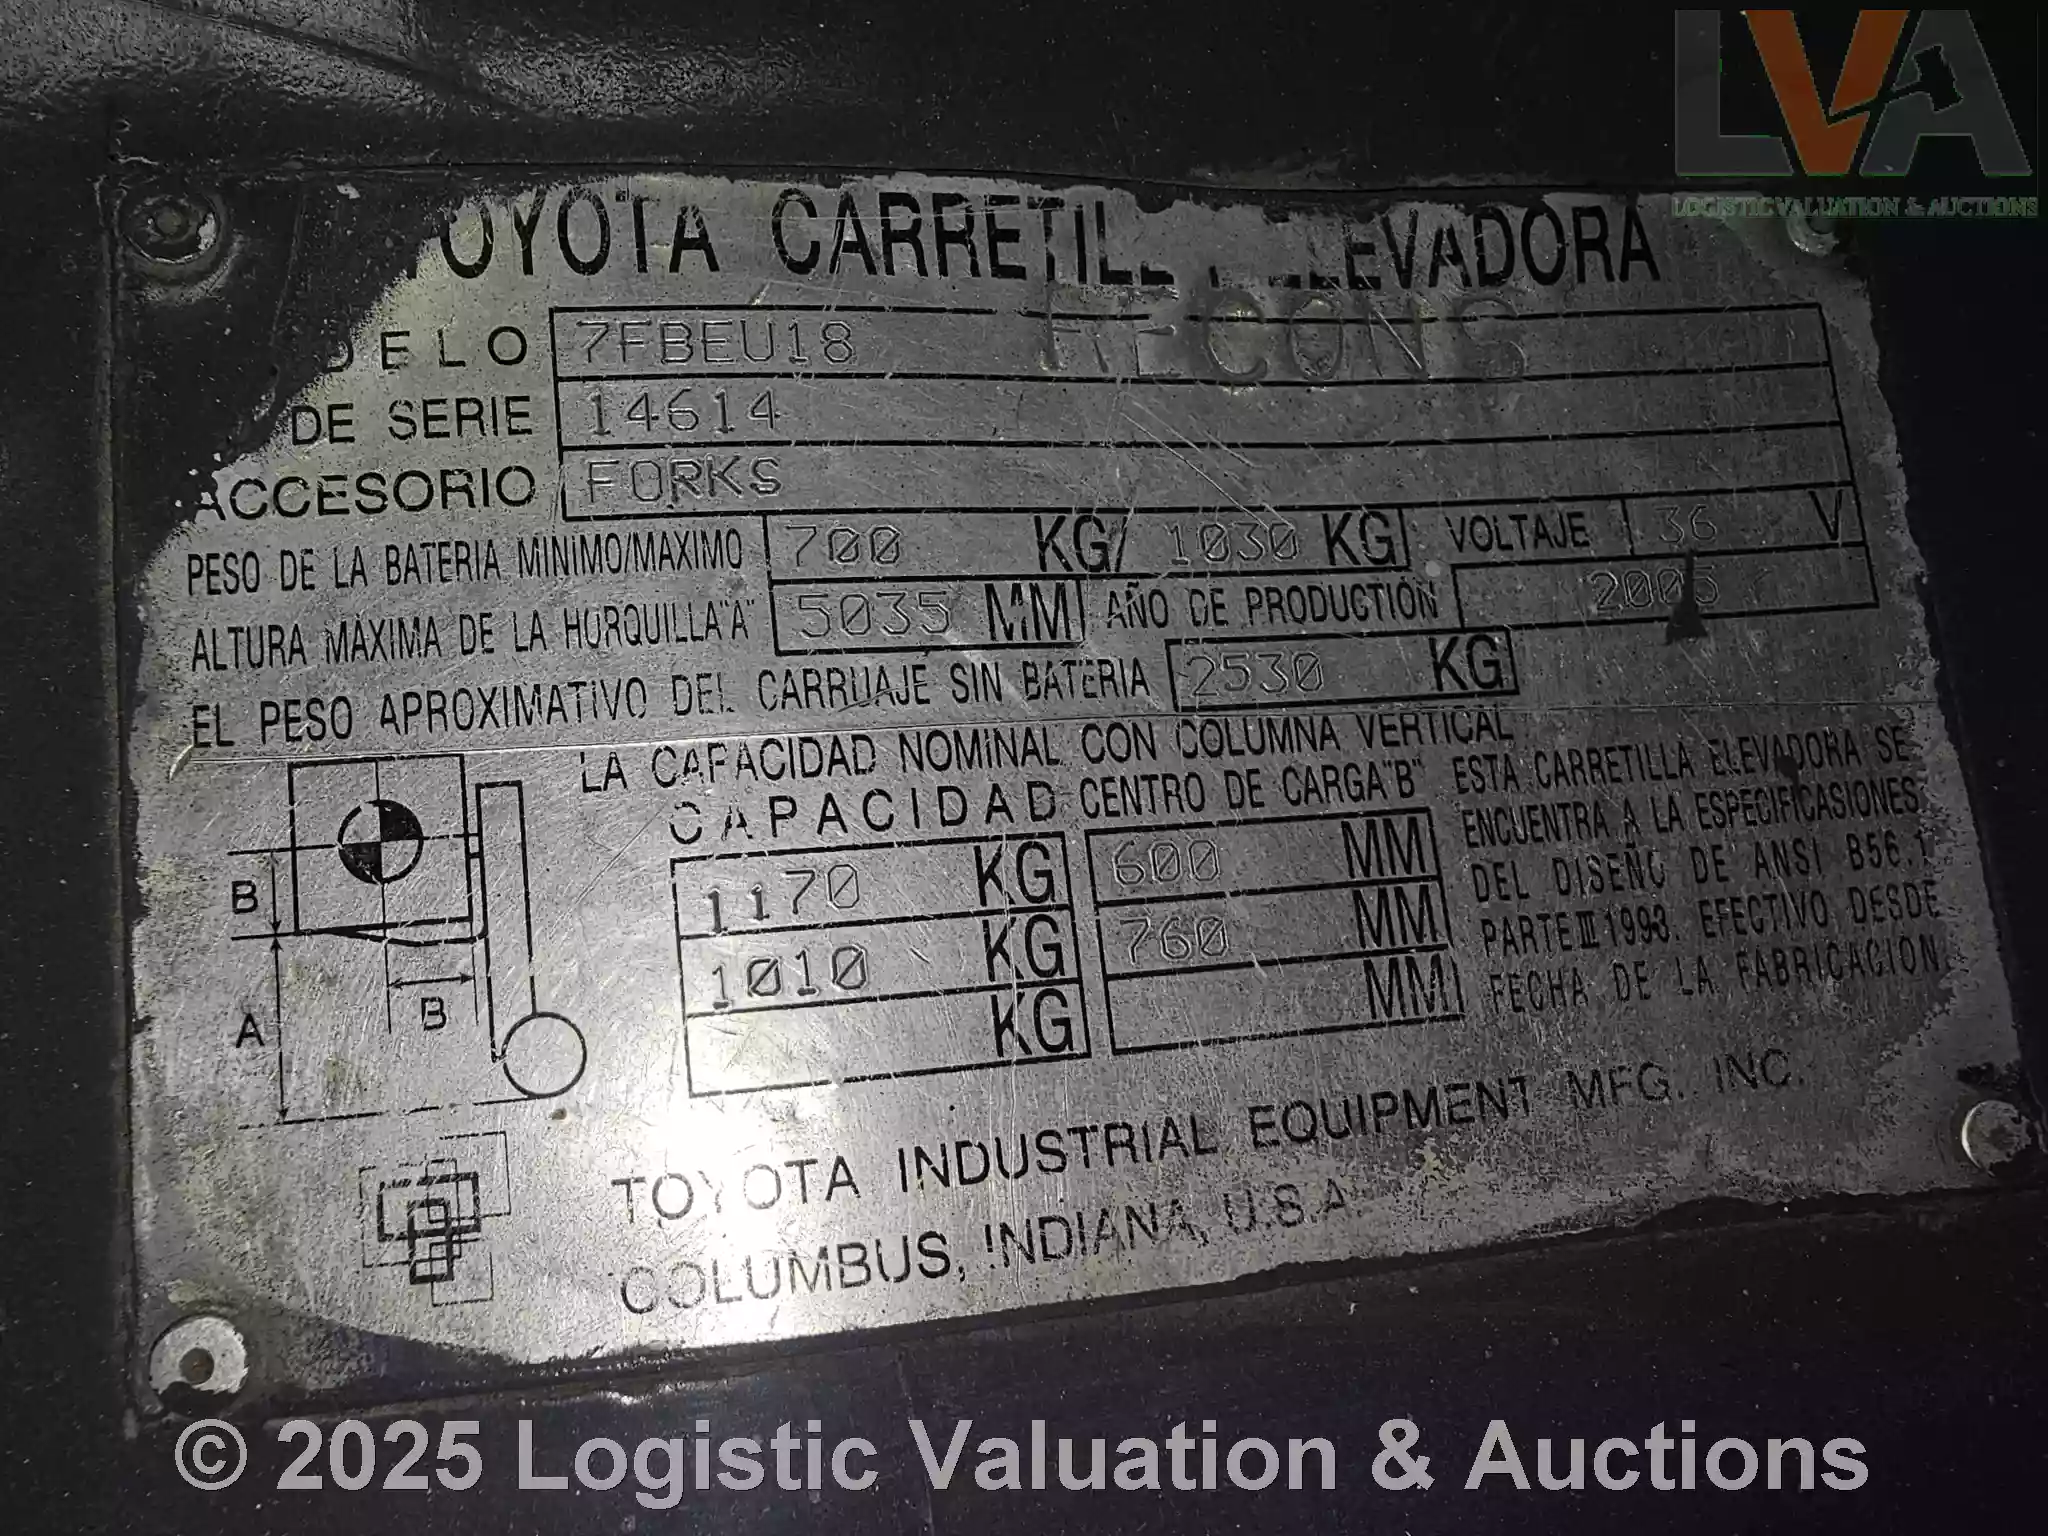 LVA
LOGISTIC VALUATION & AUCTIONS
OYOTA CARRETILL ELEVADORA
DELO 7FBEU18 RECONS
DE SERIE 14614
ACCESORIO FORKS
PESO DE LA BATERIA MINIMO/MAXIMO 700 KG/ 1030 KG VOLTAJE 36 V
ALTURA MAXIMA DE LA HORQUILLA "A" 5035 MM AÑO DE PRODUCTION 2005
EL PESO APROXIMATIVO DEL CARRUAJE SIN BATERIA 2530 KG
LA CAPACIDAD NOMINAL CON COLUMNA VERTICAL
CAPACIDAD CENTRO DE CARGA "B"
1170 KG 600 MM
1010 KG 760 MM
KG MM
ESTA CARRETILLA ELEVADORA SE
ENCUENTRA A LA ESPECIFICASIONES
DEL DISEÑO DE ANSI B56.1
PARTE III 1993. EFECTIVO DESDE
FECHA DE LA FABRICACION.
B
A
B
TOYOTA INDUSTRIAL EQUIPMENT MFG. INC.
COLUMBUS, INDIANA, U.S.A.
© 2025 Logistic Valuation & Auctions